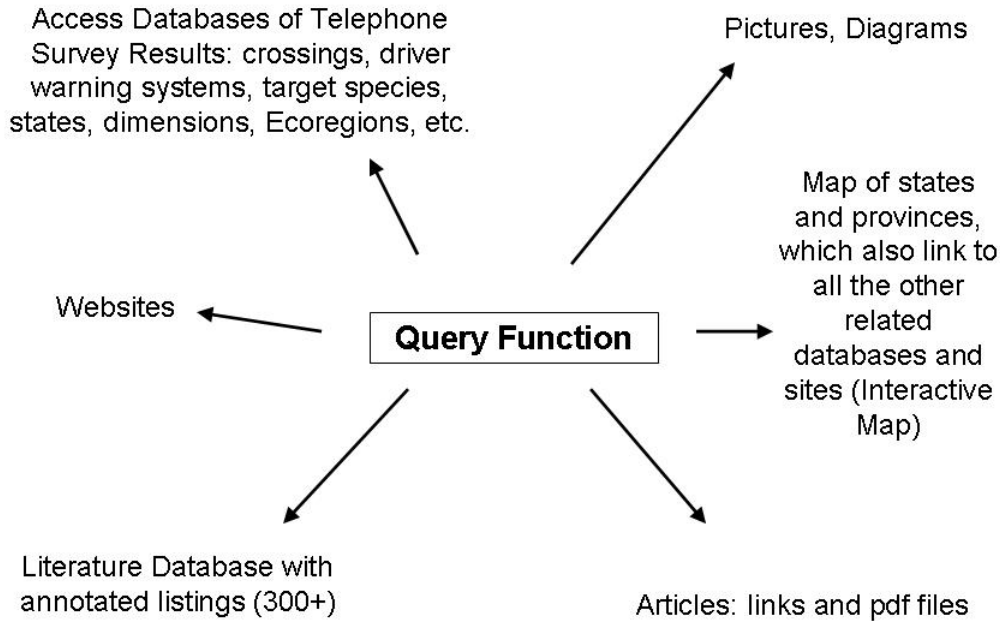 Access Databases of Telephone
Survey Results: crossings, driver
warning systems, target species,
states, dimensions, Ecoregions, etc.
Pictures, Diagrams
Map of states
and provinces,
which also link to
all the other
related
databases and
sites (Interactive
Map)
Websites
Query Function
Literature Database with
annotated listings (300+)
Articles: links and pdf files